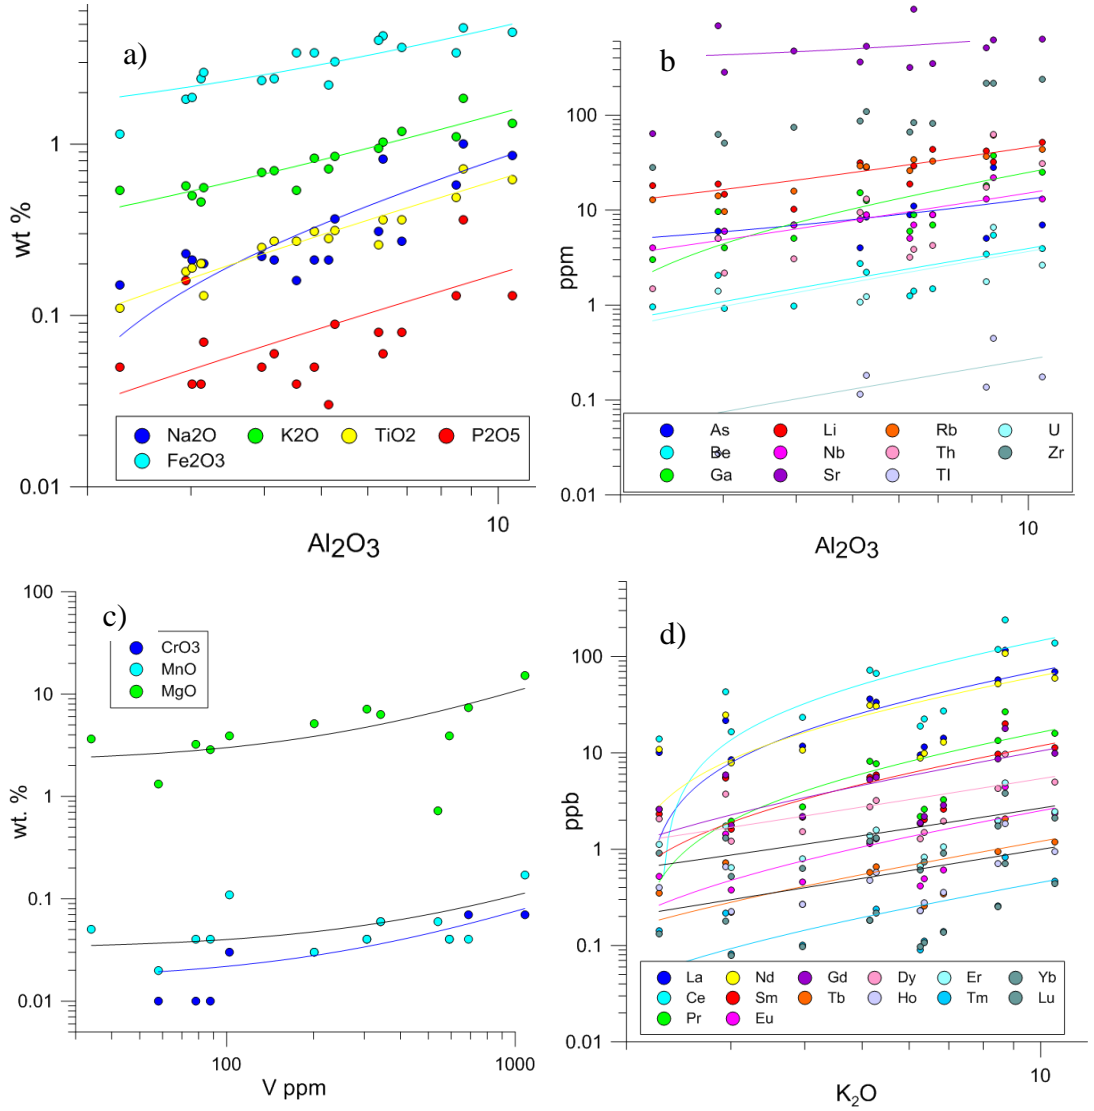 a)
wt %
1
0.1
0.01
10
Al2O3
Na2O K2O TiO2 P2O5
Fe2O3
b
ppm
100
10
1
0.1
0.01
10
Al2O3
As Li Rb U
Be Nb Th Zr
Ga Sr Tl
c)
wt. %
100
10
1
0.1
0.01
100 1000
V ppm
CrO3
MnO
MgO
d)
ppb
100
10
1
0.1
0.01
10
K2O
La Nd Gd Dy Er Yb
Ce Sm Tb Ho Tm Lu
Pr Eu